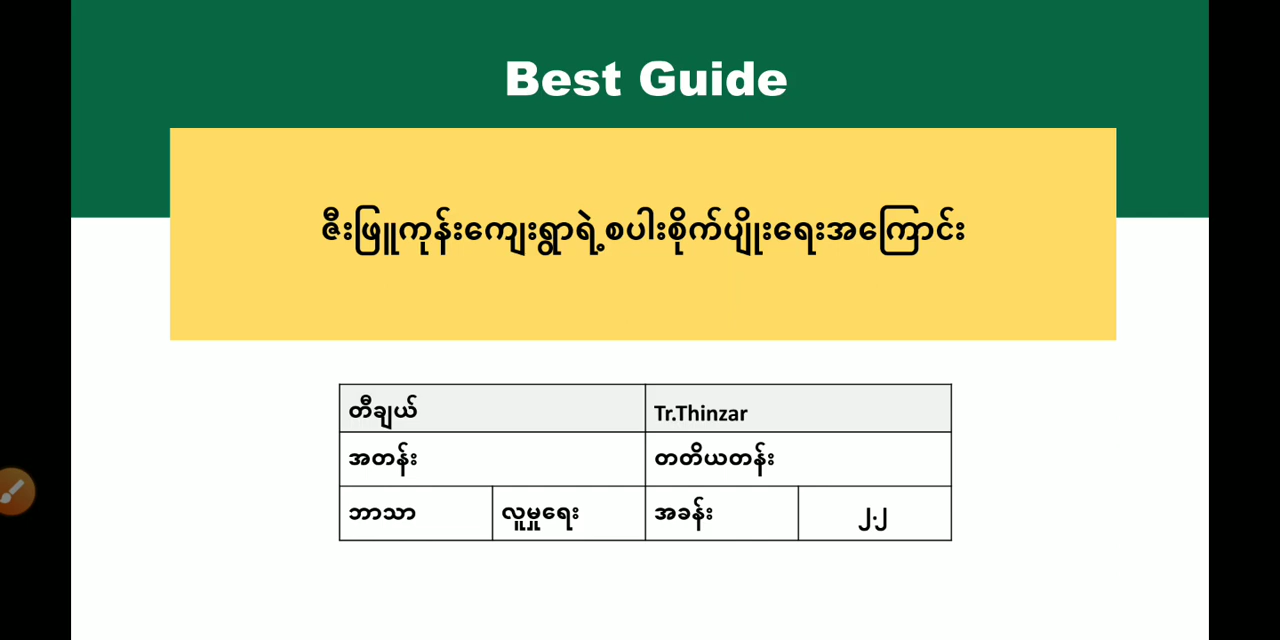 Best Guide
ဇီးဖြူကုန်းကျေးရွာရဲ့စပါးစိုက်ပျိုးရေးအကြောင်း
တီချယ် Tr.Thinzar
အတန်း တတိယတန်း
ဘာသာ လူမှုရေး အခန်း ၂.၂